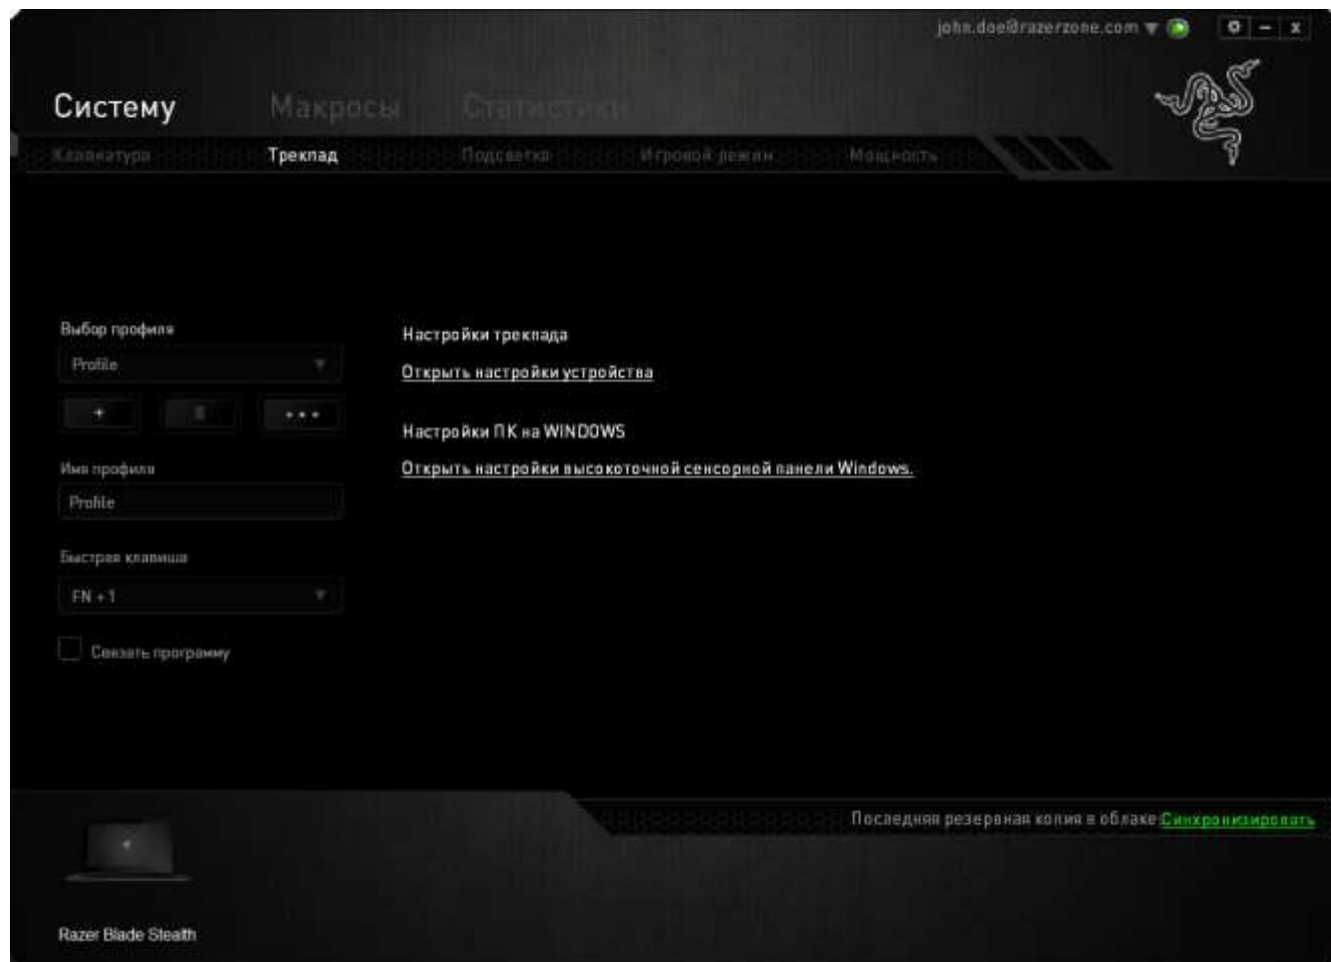 john.doe@razerzone.com
Систему Макросы Статистики
Клавиатура Трекпад Подсветка Игровой режим Мощность
Выбор профиля
Profile
Имя профиля
Profile
Быстрая клавиша
FN + 1
Связать программу
Настройки трекпада
Открыть настройки устройства
Настройки ПК на WINDOWS
Открыть настройки высокоточной сенсорной панели Windows.
Последняя резервная копия в облаке Синхронизировать
Razer Blade Stealth